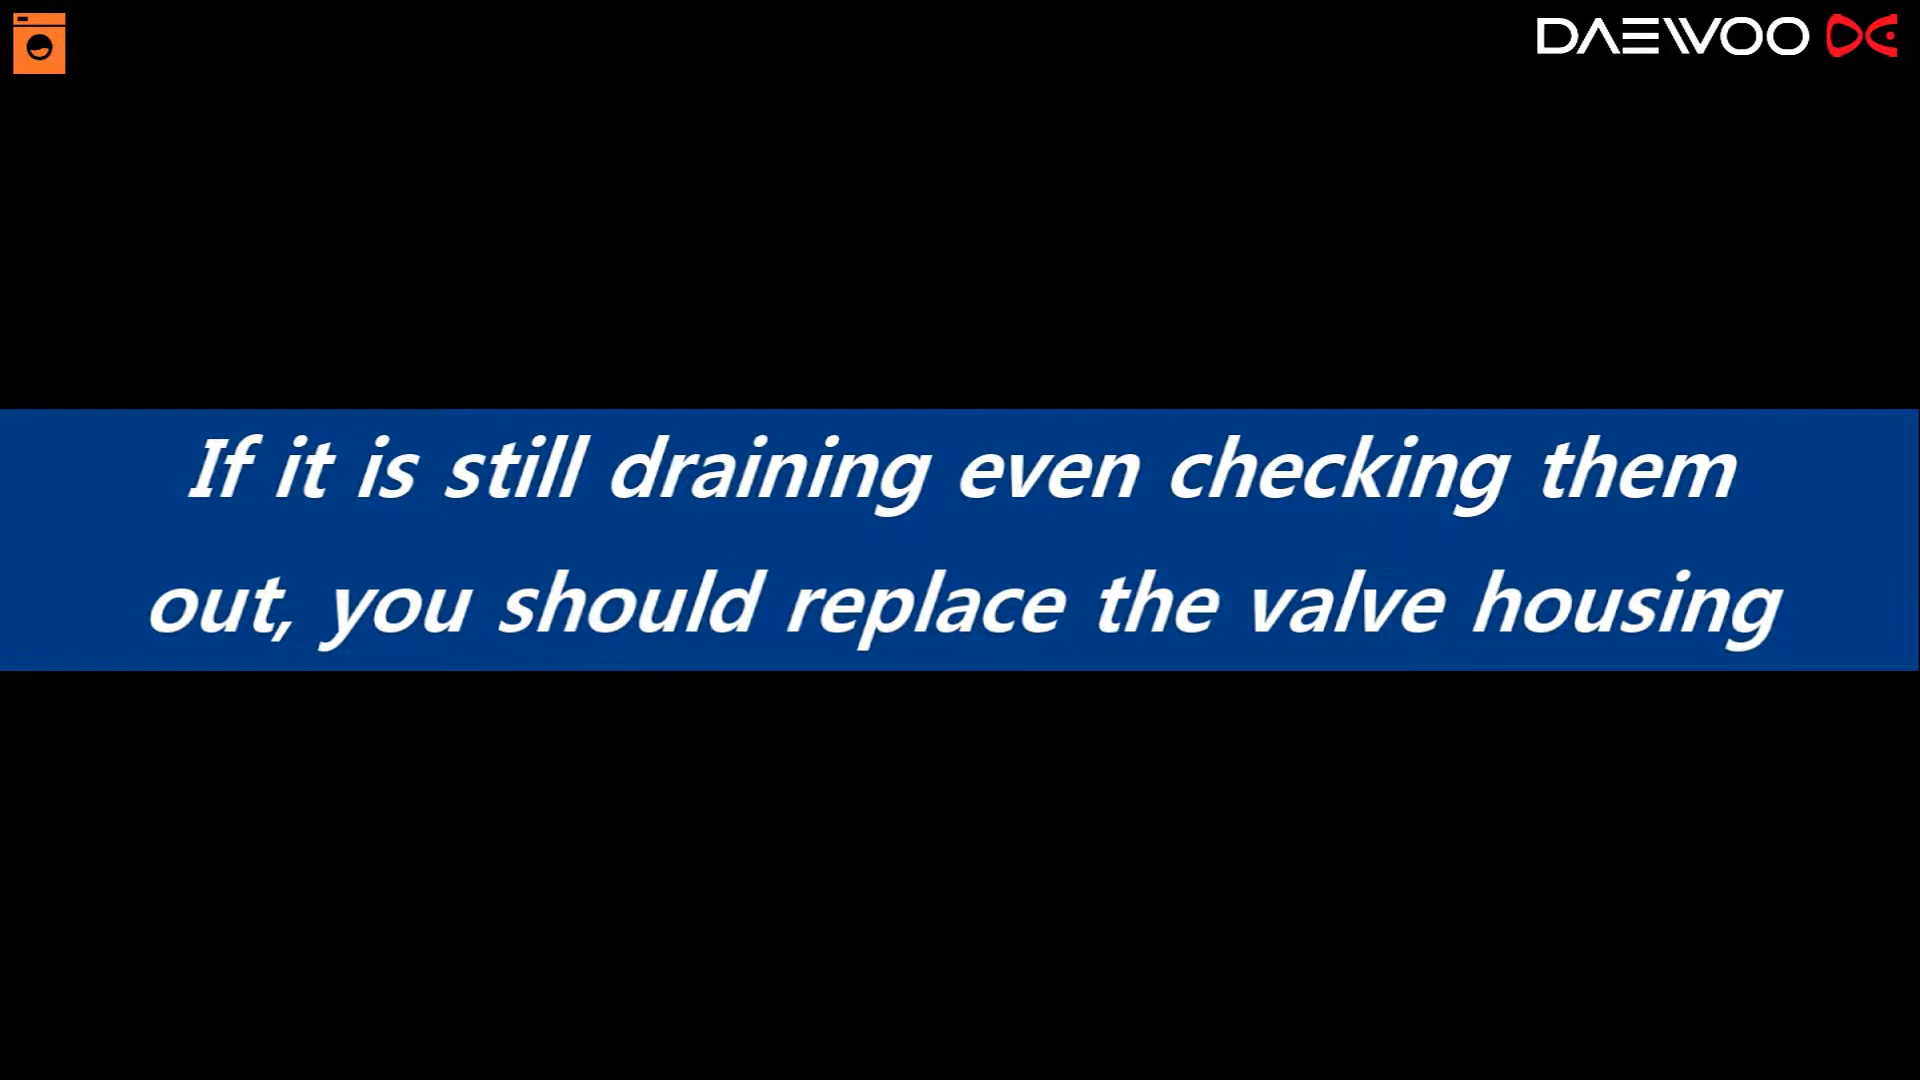 DAEWOO
If it is still draining even checking them
out, you should replace the valve housing